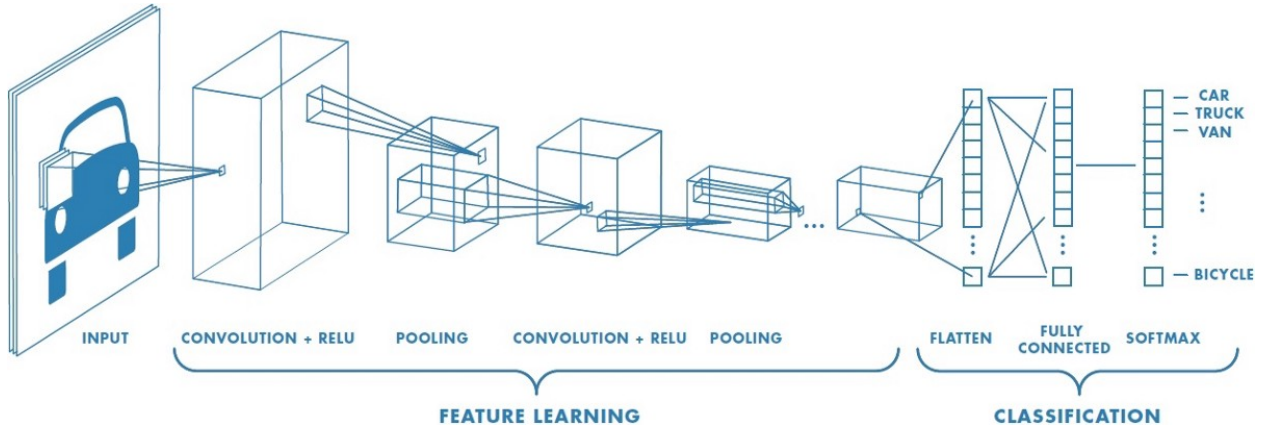 CAR
TRUCK
VAN
BICYCLE
INPUT
CONVOLUTION + RELU
POOLING
CONVOLUTION + RELU
POOLING
FLATTEN
FULLY
CONNECTED
SOFTMAX
FEATURE LEARNING
CLASSIFICATION